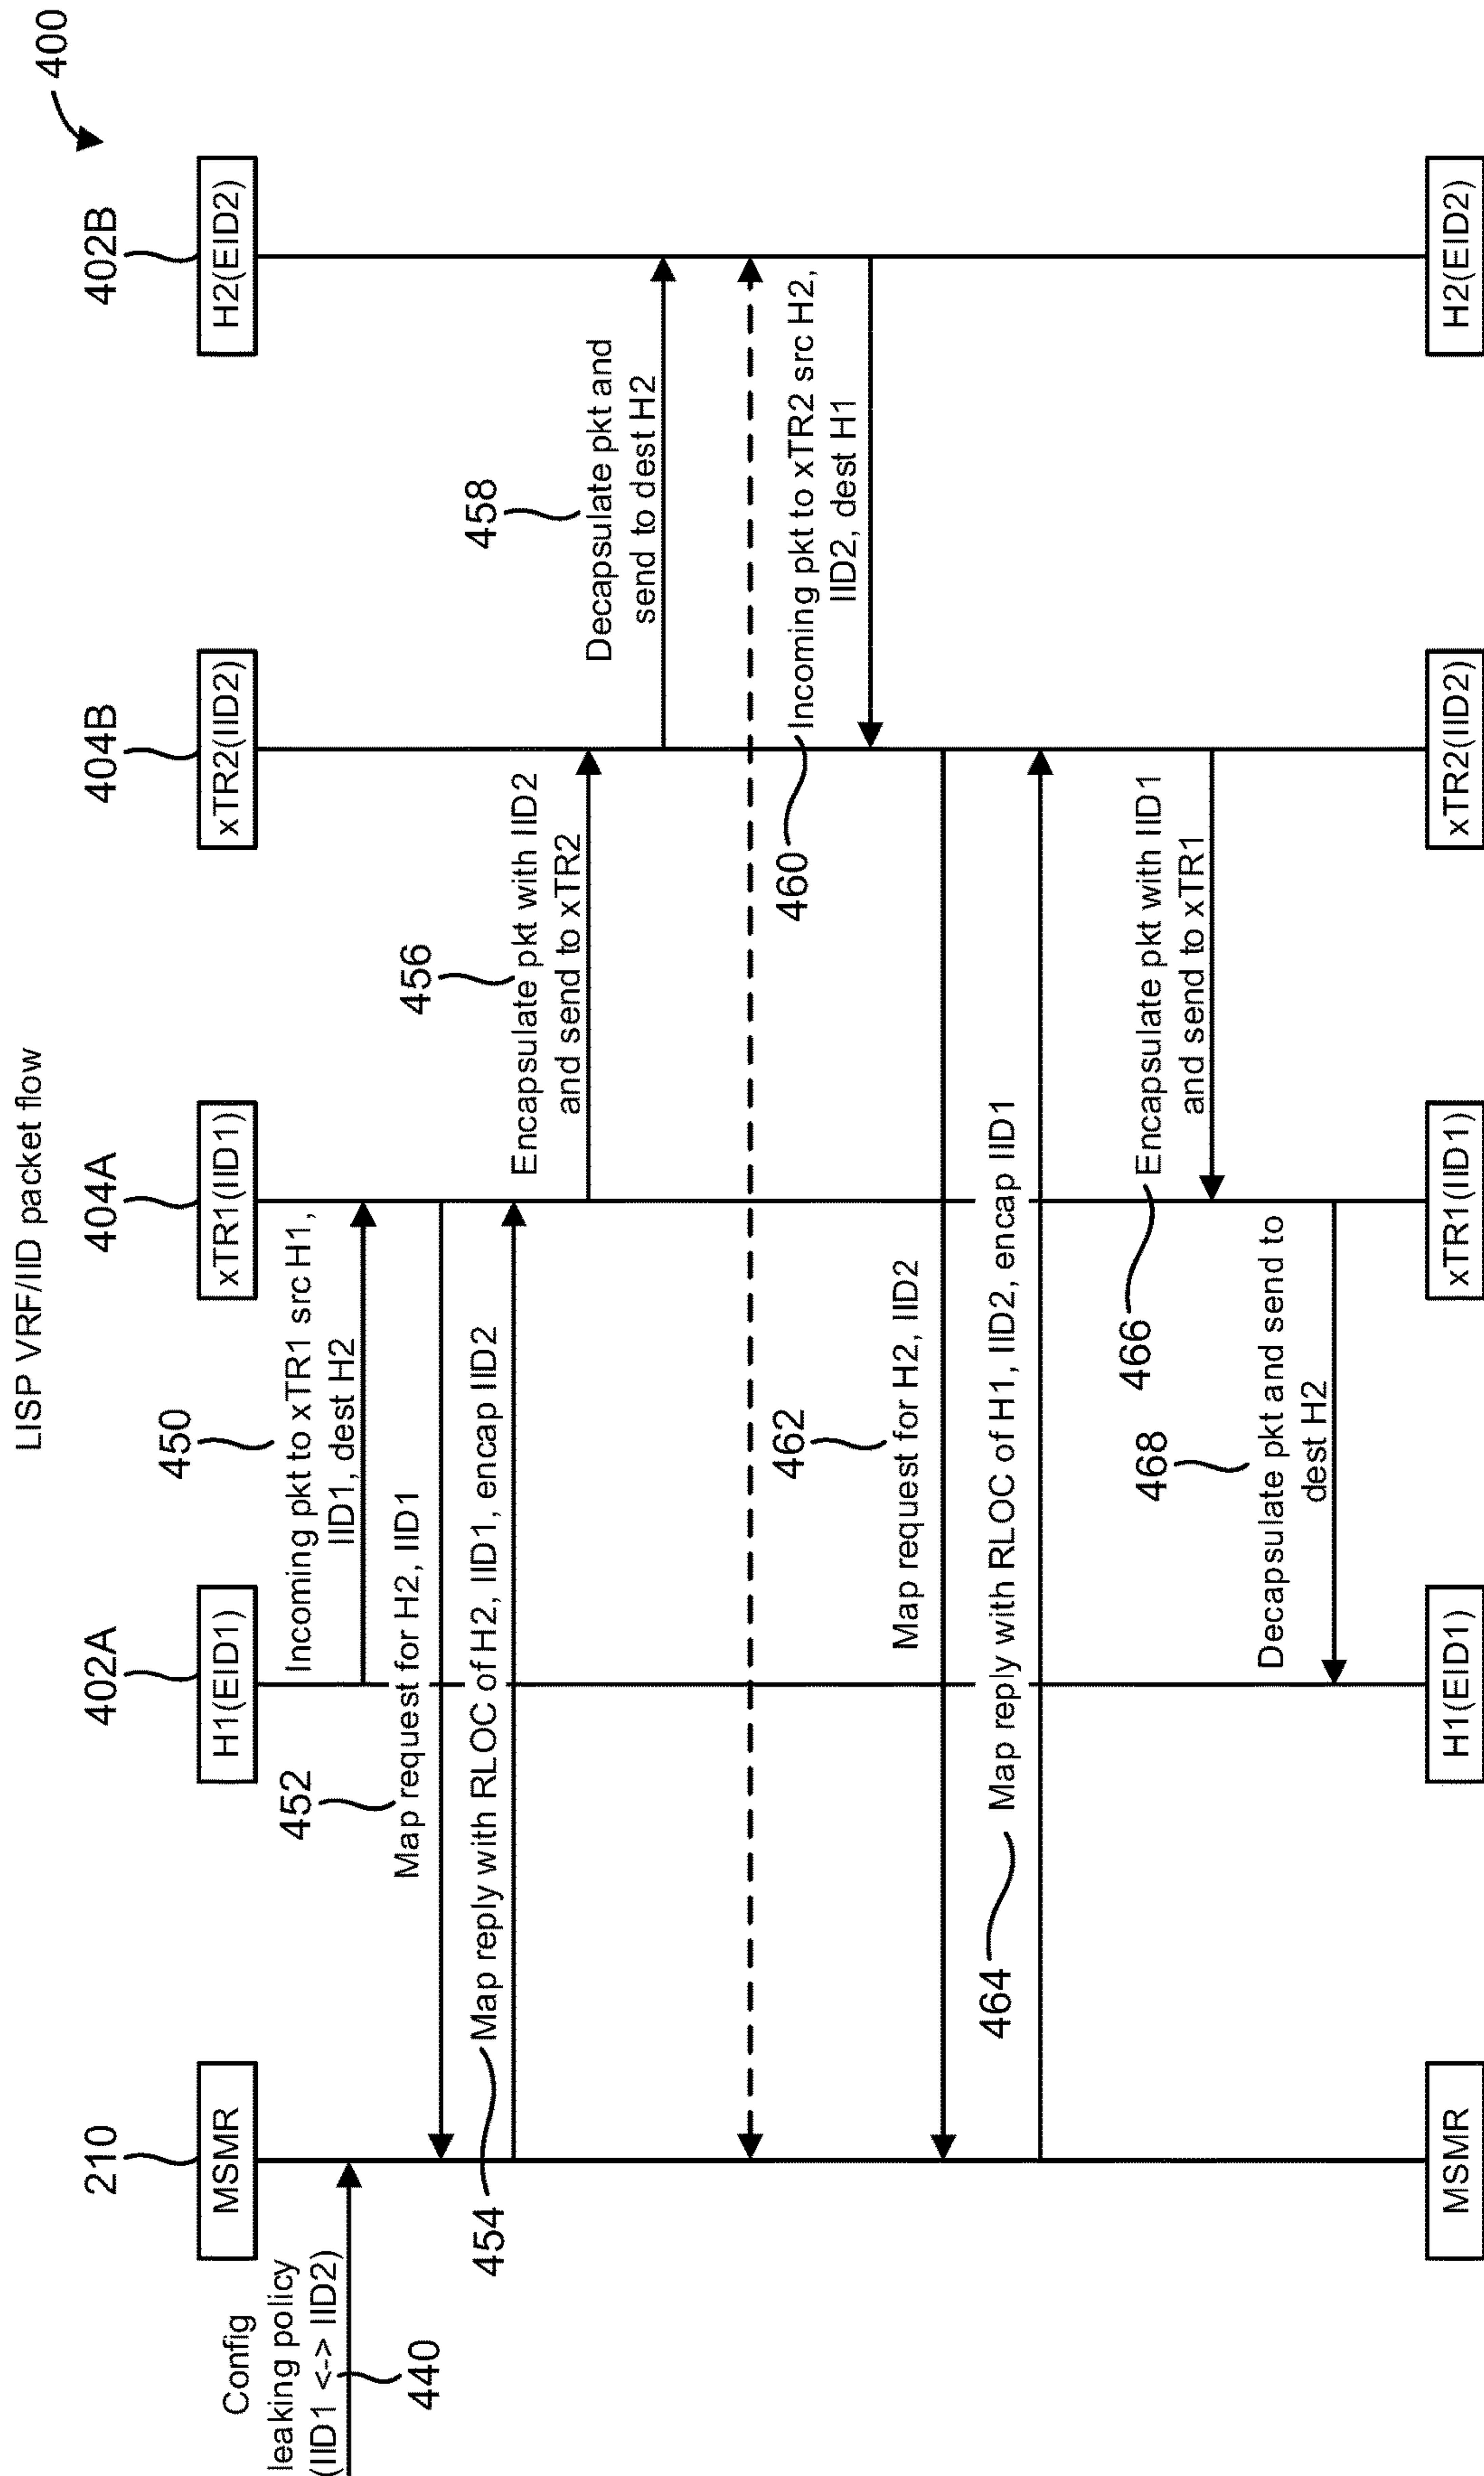 LISP VRF/IID packet flow
400
210
402A
404A
404B
402B
MSMR
H1(EID1)
xTR1(IID1)
xTR2(IID2)
H2(EID2)
Config
leaking policy
(IID1 <-> IID2)
440
450
Incoming pkt to xTR1 src H1,
IID1, dest H2
452
Map request for H2, IID1
454
Map reply with RLOC of H2, IID1, encap IID2
456
Encapsulate pkt with IID2
and send to xTR2
458
Decapsulate pkt and
send to dest H2
460
Incoming pkt to xTR2 src H2,
IID2, dest H1
462
Map request for H2, IID2
464
Map reply with RLOC of H1, IID2, encap IID1
466
Encapsulate pkt with IID1
and send to xTR1
468
Decapsulate pkt and send to
dest H2
MSMR
H1(EID1)
xTR1(IID1)
xTR2(IID2)
H2(EID2)